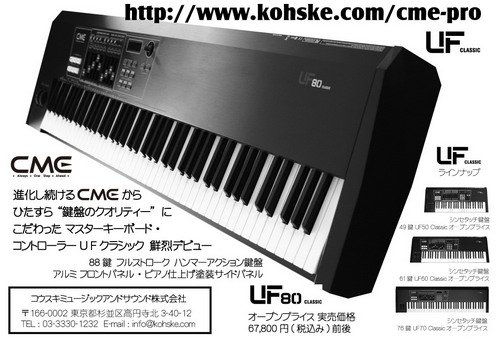 http://www.kohske.com/cme-pro
UF CLASSIC
CME
UF80 CLASSIC
CME
Always One Step Ahead
進化し続けるCMEから
ひたすら“鍵盤のクオリティー”に
こだわった マスターキーボード・
コントローラー UFクラシック 鮮烈デビュー
88鍵 フルストローク ハンマーアクション鍵盤
アルミ フロントパネル・ピアノ仕上げ塗装サイドパネル
コウスキミュージックアンドサウンド株式会社
〒166-0002 東京都杉並区高円寺北 3-40-12
TEL : 03-3330-1232 E-mail : info@kohske.com
UF80 CLASSIC
オープンプライス 実売価格
67,800円(税込み)前後
UF CLASSIC
ラインナップ
シンセタッチ鍵盤
49鍵 UF50 Classic オープンプライス
シンセタッチ鍵盤
61鍵 UF60 Classic オープンプライス
シンセタッチ鍵盤
76鍵 UF70 Classic オープンプライス